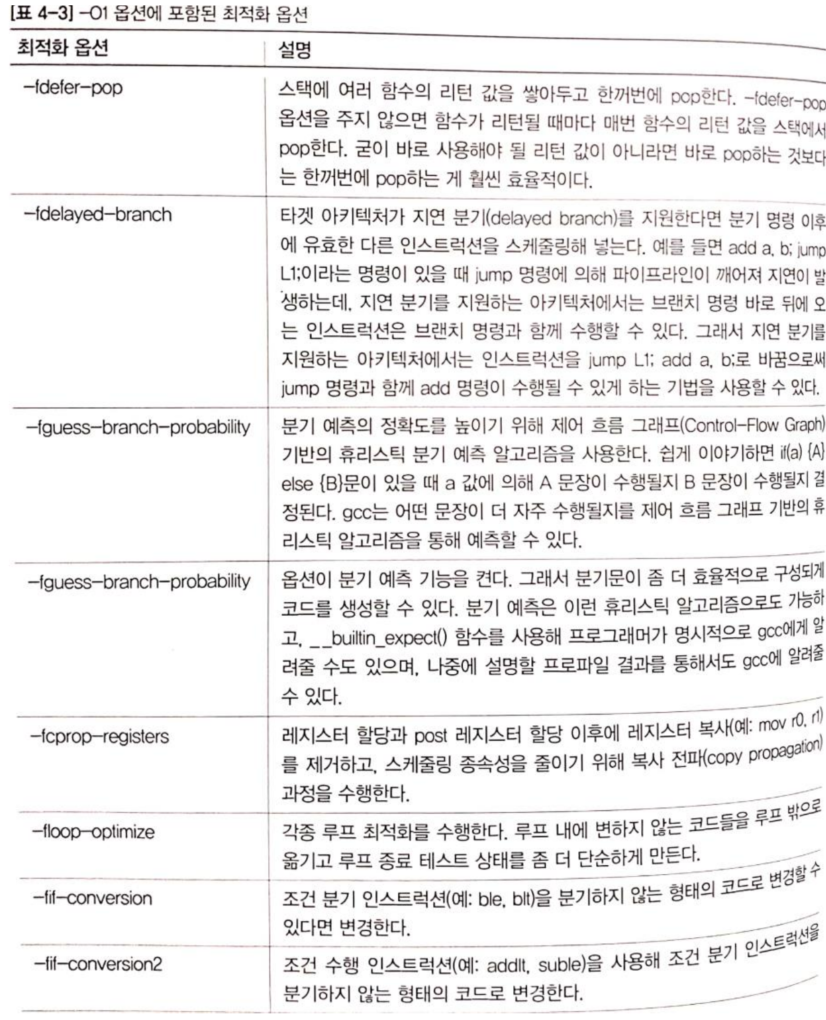 [표 4-3] -O1 옵션에 포함된 최적화 옵션
최적화 옵션 설명
-fdefer-pop 스택에 여러 함수의 리턴 값을 쌓아두고 한꺼번에 pop한다. -fdefer-pop
옵션을 주지 않으면 함수가 리턴될 때마다 매번 함수의 리턴 값을 스택에서
pop한다. 굳이 바로 사용해야 될 리턴 값이 아니라면 바로 pop하는 것보다
는 한꺼번에 pop하는 게 훨씬 효율적이다.
-fdelayed-branch 타겟 아키텍처가 지연 분기(delayed branch)를 지원한다면 분기 명령 이후
에 유효한 다른 인스트럭션을 스케줄링해 넣는다. 예를 들면 add a, b; jump
L1;이라는 명령이 있을 때 jump 명령에 의해 파이프라인이 깨어져 지연이 발
생하는데, 지연 분기를 지원하는 아키텍처에서는 브랜치 명령 바로 뒤에 오
는 인스트럭션은 브랜치 명령과 함께 수행할 수 있다. 그래서 지연 분기를
지원하는 아키텍처에서는 인스트럭션을 jump L1; add a, b;로 바꿈으로써
jump 명령과 함께 add 명령이 수행될 수 있게 하는 기법을 사용할 수 있다.
-fguess-branch-probability 분기 예측의 정확도를 높이기 위해 제어 흐름 그래프(Control-Flow Graph)
기반의 휴리스틱 분기 예측 알고리즘을 사용한다. 쉽게 이야기하면 if(a) {A}
else {B}문이 있을 때 a 값에 의해 A 문장이 수행될지 B 문장이 수행될지 결
정된다. gcc는 어떤 문장이 더 자주 수행될지를 제어 흐름 그래프 기반의 휴
리스틱 알고리즘을 통해 예측할 수 있다.
-fguess-branch-probability 옵션이 분기 예측 기능을 켠다. 그래서 분기문이 좀 더 효율적으로 구성되게
코드를 생성할 수 있다. 분기 예측은 이런 휴리스틱 알고리즘으로도 가능하
고, __builtin_expect() 함수를 사용해 프로그래머가 명시적으로 gcc에게 알
려줄 수도 있으며, 나중에 설명할 프로파일 결과를 통해서도 gcc에 알려줄
수 있다.
-fcprop-registers 레지스터 할당과 post 레지스터 할당 이후에 레지스터 복사(예: mov r0, r1)
를 제거하고, 스케줄링 종속성을 줄이기 위해 복사 전파(copy propagation)
과정을 수행한다.
-floop-optimize 각종 루프 최적화를 수행한다. 루프 내에 변하지 않는 코드들을 루프 밖으로
옮기고 루프 종료 테스트 상태를 좀 더 단순하게 만든다.
-fif-conversion 조건 분기 인스트럭션(예: ble, blt)을 분기하지 않는 형태의 코드로 변경할 수
있다면 변경한다.
-fif-conversion2 조건 수행 인스트럭션(예: addlt, suble)을 사용해 조건 분기 인스트럭션을
분기하지 않는 형태의 코드로 변경한다.